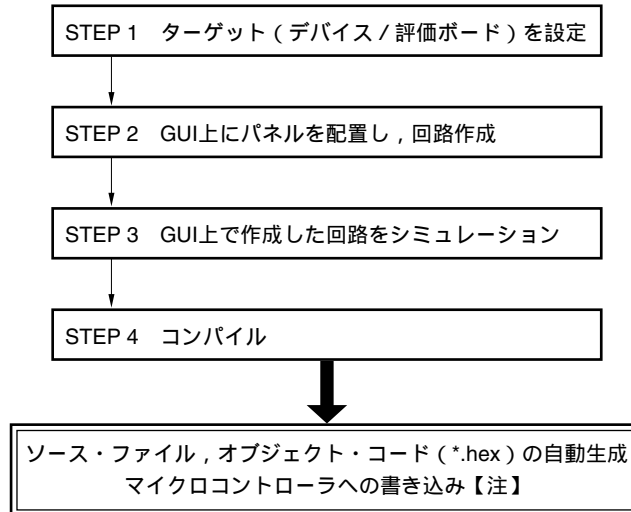 STEP 1　ターゲット（デバイス／評価ボード）を設定
STEP 2　GUI上にパネルを配置し，回路作成
STEP 3　GUI上で作成した回路をシミュレーション
STEP 4　コンパイル
ソース・ファイル，オブジェクト・コード（*.hex）の自動生成
マイクロコントローラへの書き込み【注】